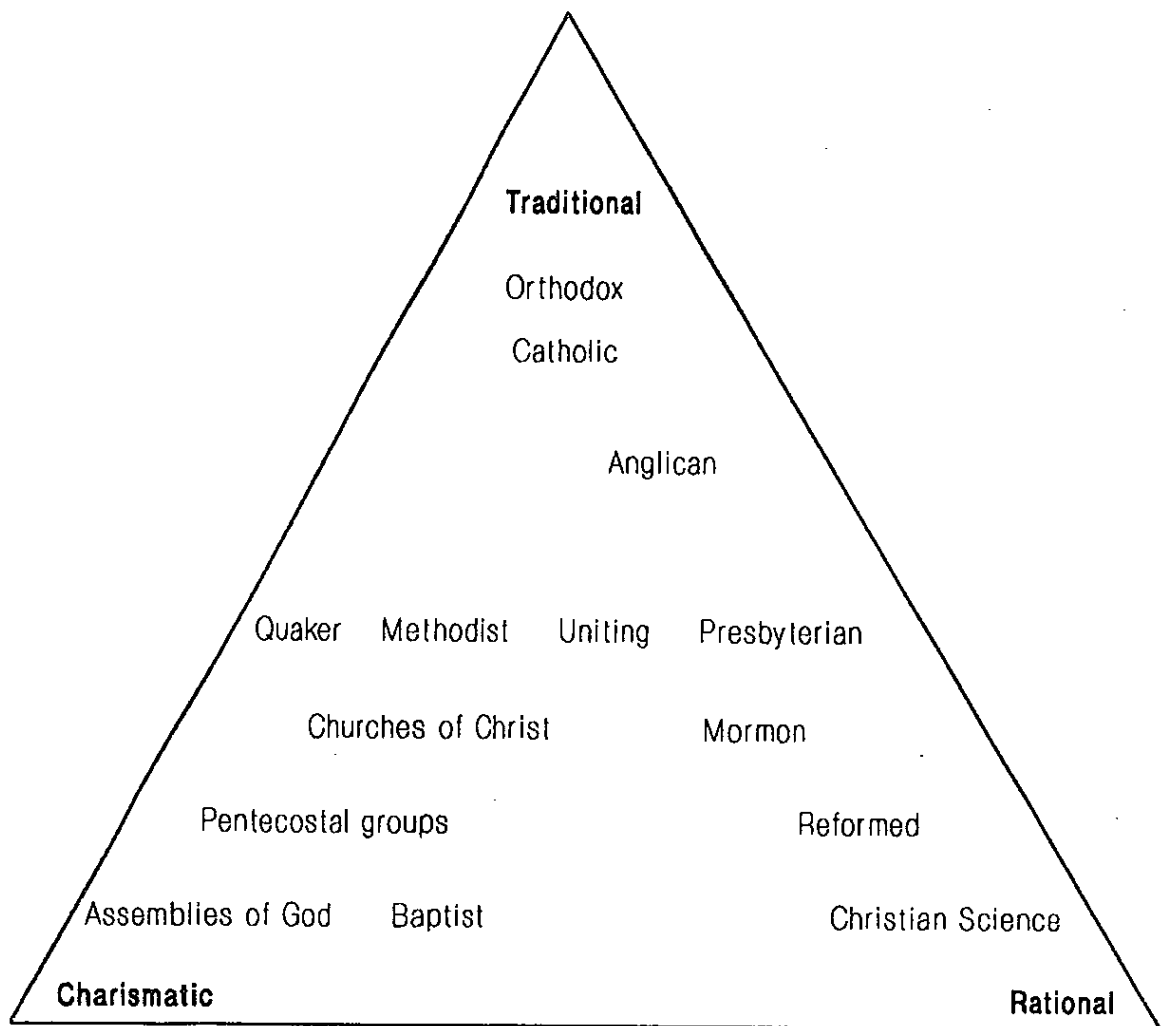 Traditional
Orthodox
Catholic
Anglican
Quaker Methodist Uniting Presbyterian
Churches of Christ Mormon
Pentecostal groups Reformed
Assemblies of God Baptist Christian Science
Charismatic Rational